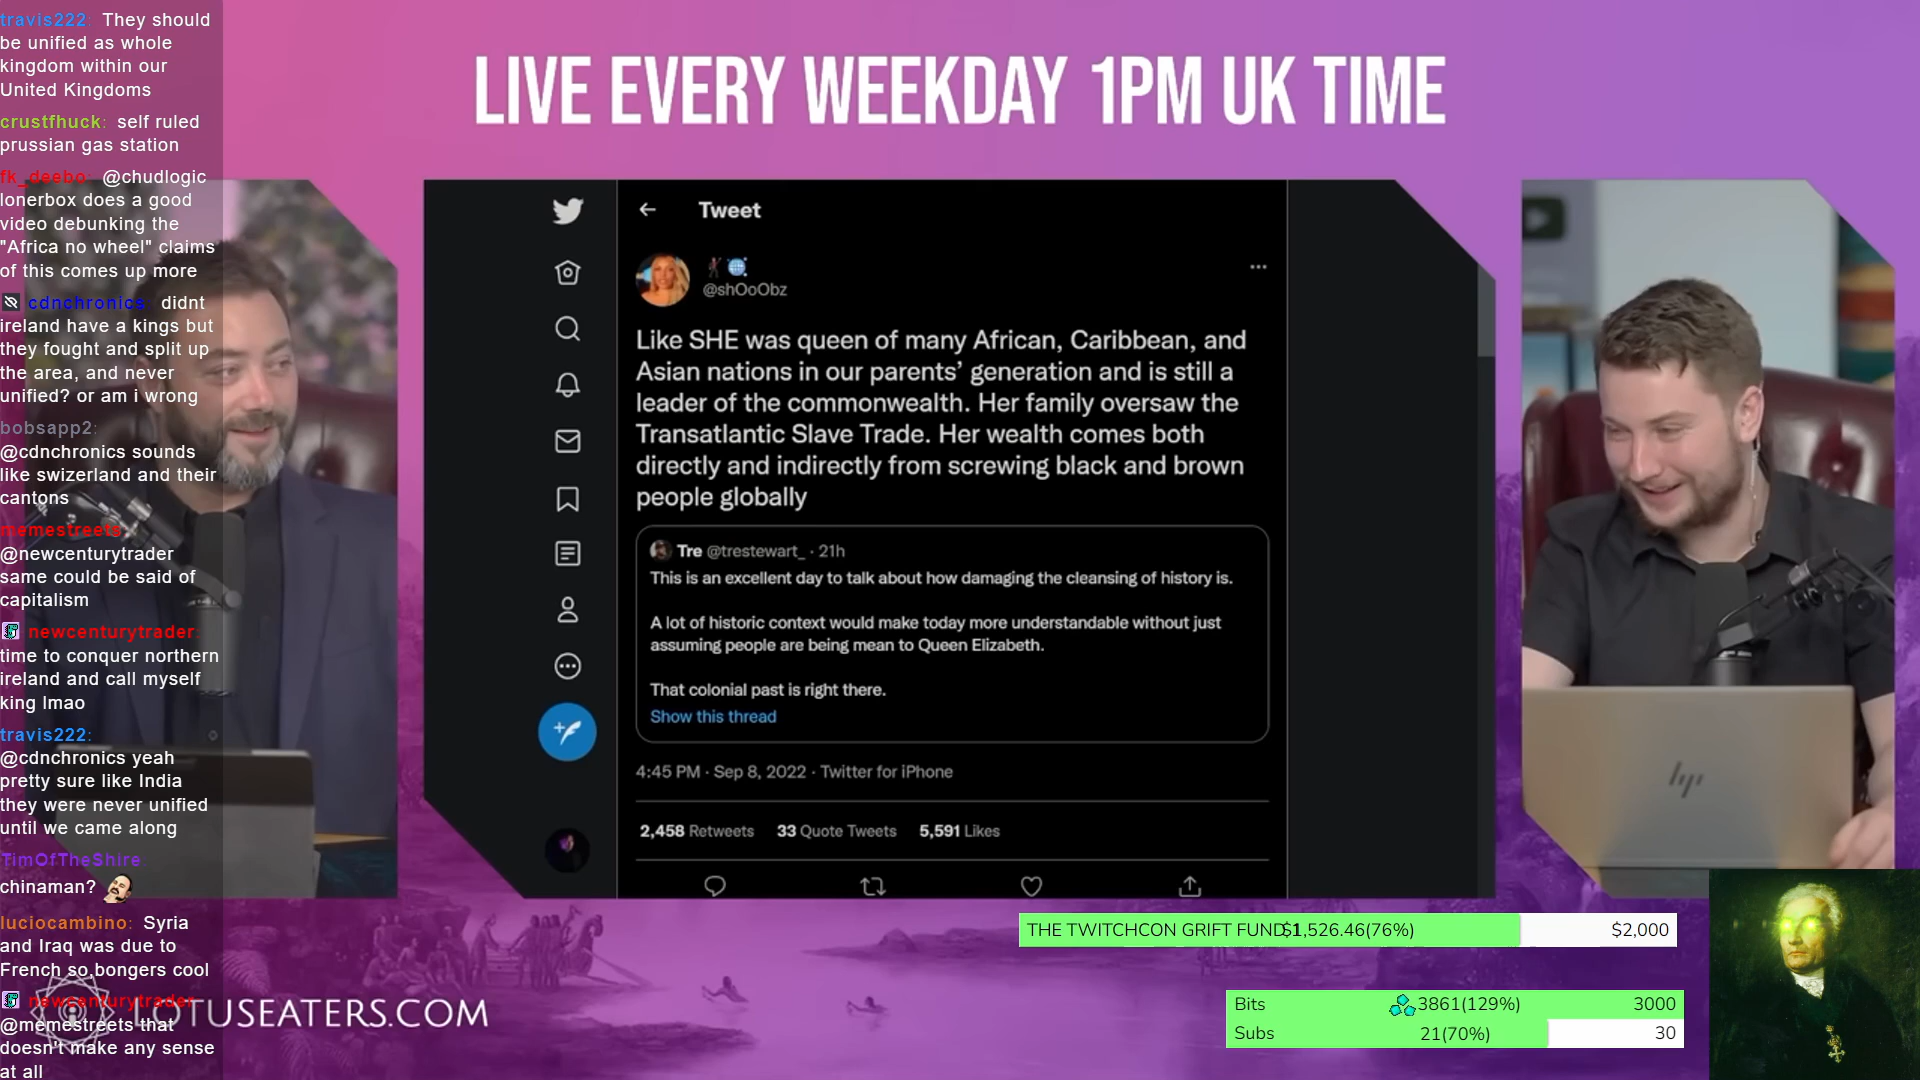 travis222: They should
be unified as whole
kingdom within our
United Kingdoms
crustfhuck: self ruled
prussian gas station
fk_deebo: @chudlogic
lonerbox does a good
video debunking the
"Africa no wheel" claims
of this comes up more
cdnchronics: didnt
ireland have a kings but
they fought and split up
the area, and never
unified? or am i wrong
bobsapp2:
@cdnchronics sounds
like swizerland and their
cantons
memestreets:
@newcenturytrader
same could be said of
capitalism
newcenturytrader:
time to conquer northern
ireland and call myself
king lmao
travis222:
@cdnchronics yeah
pretty sure like India
they were never unified
until we came along
TimOfTheShire:
chinaman?
luciocambino: Syria
and Iraq was due to
French so bongers cool
newcenturytrader:
@memestreets that
doesn't make any sense
at all
LIVE EVERY WEEKDAY 1PM UK TIME
Tweet
@shOoObz
Like SHE was queen of many African, Caribbean, and
Asian nations in our parents' generation and is still a
leader of the commonwealth. Her family oversaw the
Transatlantic Slave Trade. Her wealth comes both
directly and indirectly from screwing black and brown
people globally
Tre @trestewart_ · 21h
This is an excellent day to talk about how damaging the cleansing of history is.
A lot of historic context would make today more understandable without just
assuming people are being mean to Queen Elizabeth.
That colonial past is right there.
Show this thread
4:45 PM · Sep 8, 2022 · Twitter for iPhone
2,458 Retweets 33 Quote Tweets 5,591 Likes
hp
THE TWITCHCON GRIFT FUND $1,526.46(76%) $2,000
Bits 3861(129%) 3000
Subs 21(70%) 30
LOTUSEATERS.COM